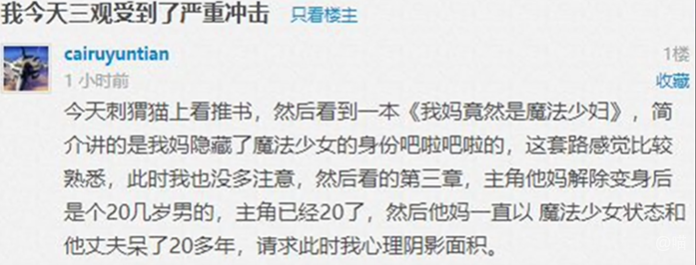 我今天三观受到了严重冲击 只看楼主
cairuyuntian 1楼
1 小时前 收藏
今天刺猬猫上看推书，然后看到一本《我妈竟然是魔法少妇》，简
介讲的是我妈隐藏了魔法少女的身份吧啦吧啦的，这套路感觉比较
熟悉，此时我也没多注意，然后看的第三章，主角他妈解除变身后
是个20几岁男的，主角已经20了，然后他妈一直以 魔法少女状态和
他丈夫呆了20多年，请求此时我心理阴影面积。